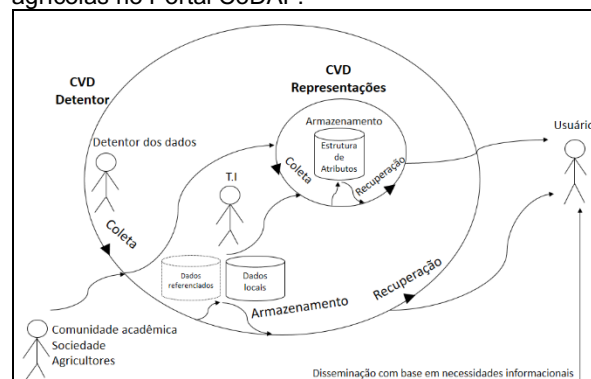 agrícolas no Portal CoDAF.
CVD
Detentor
CVD
Representações
Armazenamento
Estrutura
de
Atributos
Coleta
Recuperação
Usuário
Detentor dos dados
T.I
Coleta
Dados
referenciados
Dados
locais
Armazenamento
Recuperação
Comunidade acadêmica
Sociedade
Agricultores
Disseminação com base em necessidades informacionais